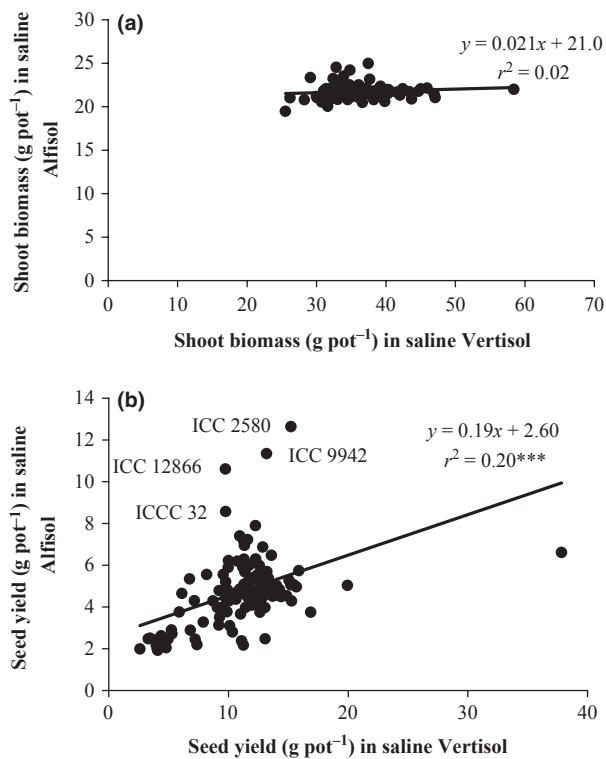 (a)
30
25
20
15
10
5
0
Shoot biomass (g pot⁻¹) in saline
Alfisol
y = 0.021x + 21.0
r² = 0.02
0 10 20 30 40 50 60 70
Shoot biomass (g pot⁻¹) in saline Vertisol
(b)
14
12
10
8
6
4
2
0
Seed yield (g pot⁻¹) in saline
Alfisol
ICC 2580
ICC 9942
ICC 12866
ICCC 32
y = 0.19x + 2.60
r² = 0.20***
0 10 20 30 40
Seed yield (g pot⁻¹) in saline Vertisol